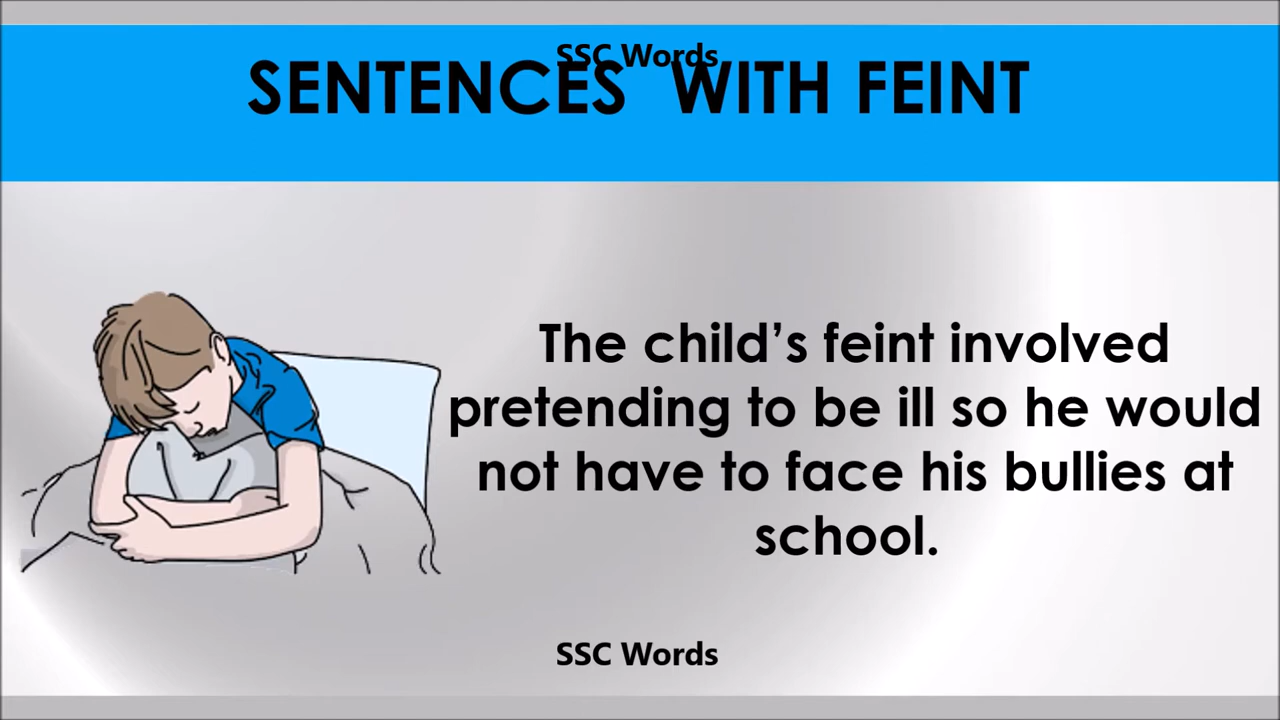 SSC Words
SENTENCES WITH FEINT
The child’s feint involved
pretending to be ill so he would
not have to face his bullies at
school.
SSC Words